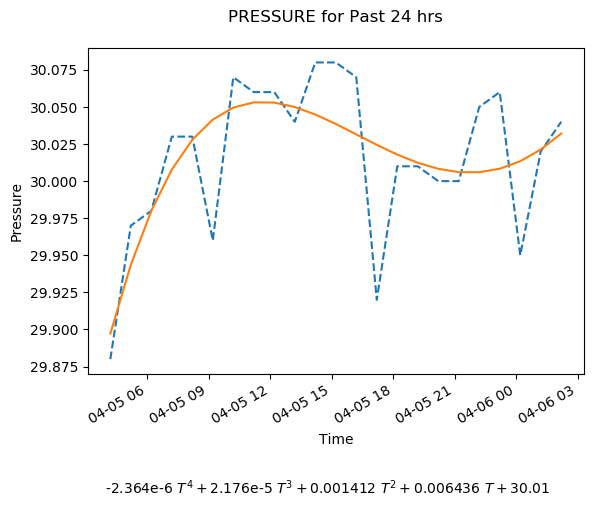 PRESSURE for Past 24 hrs
30.075
30.050
30.025
30.000
29.975
29.950
29.925
29.900
29.875
Pressure
04-05 06 04-05 09 04-05 12 04-05 15 04-05 18 04-05 21 04-06 00 04-06 03
Time
-2.364e-6 T⁴ + 2.176e-5 T³ + 0.001412 T² + 0.006436 T + 30.01